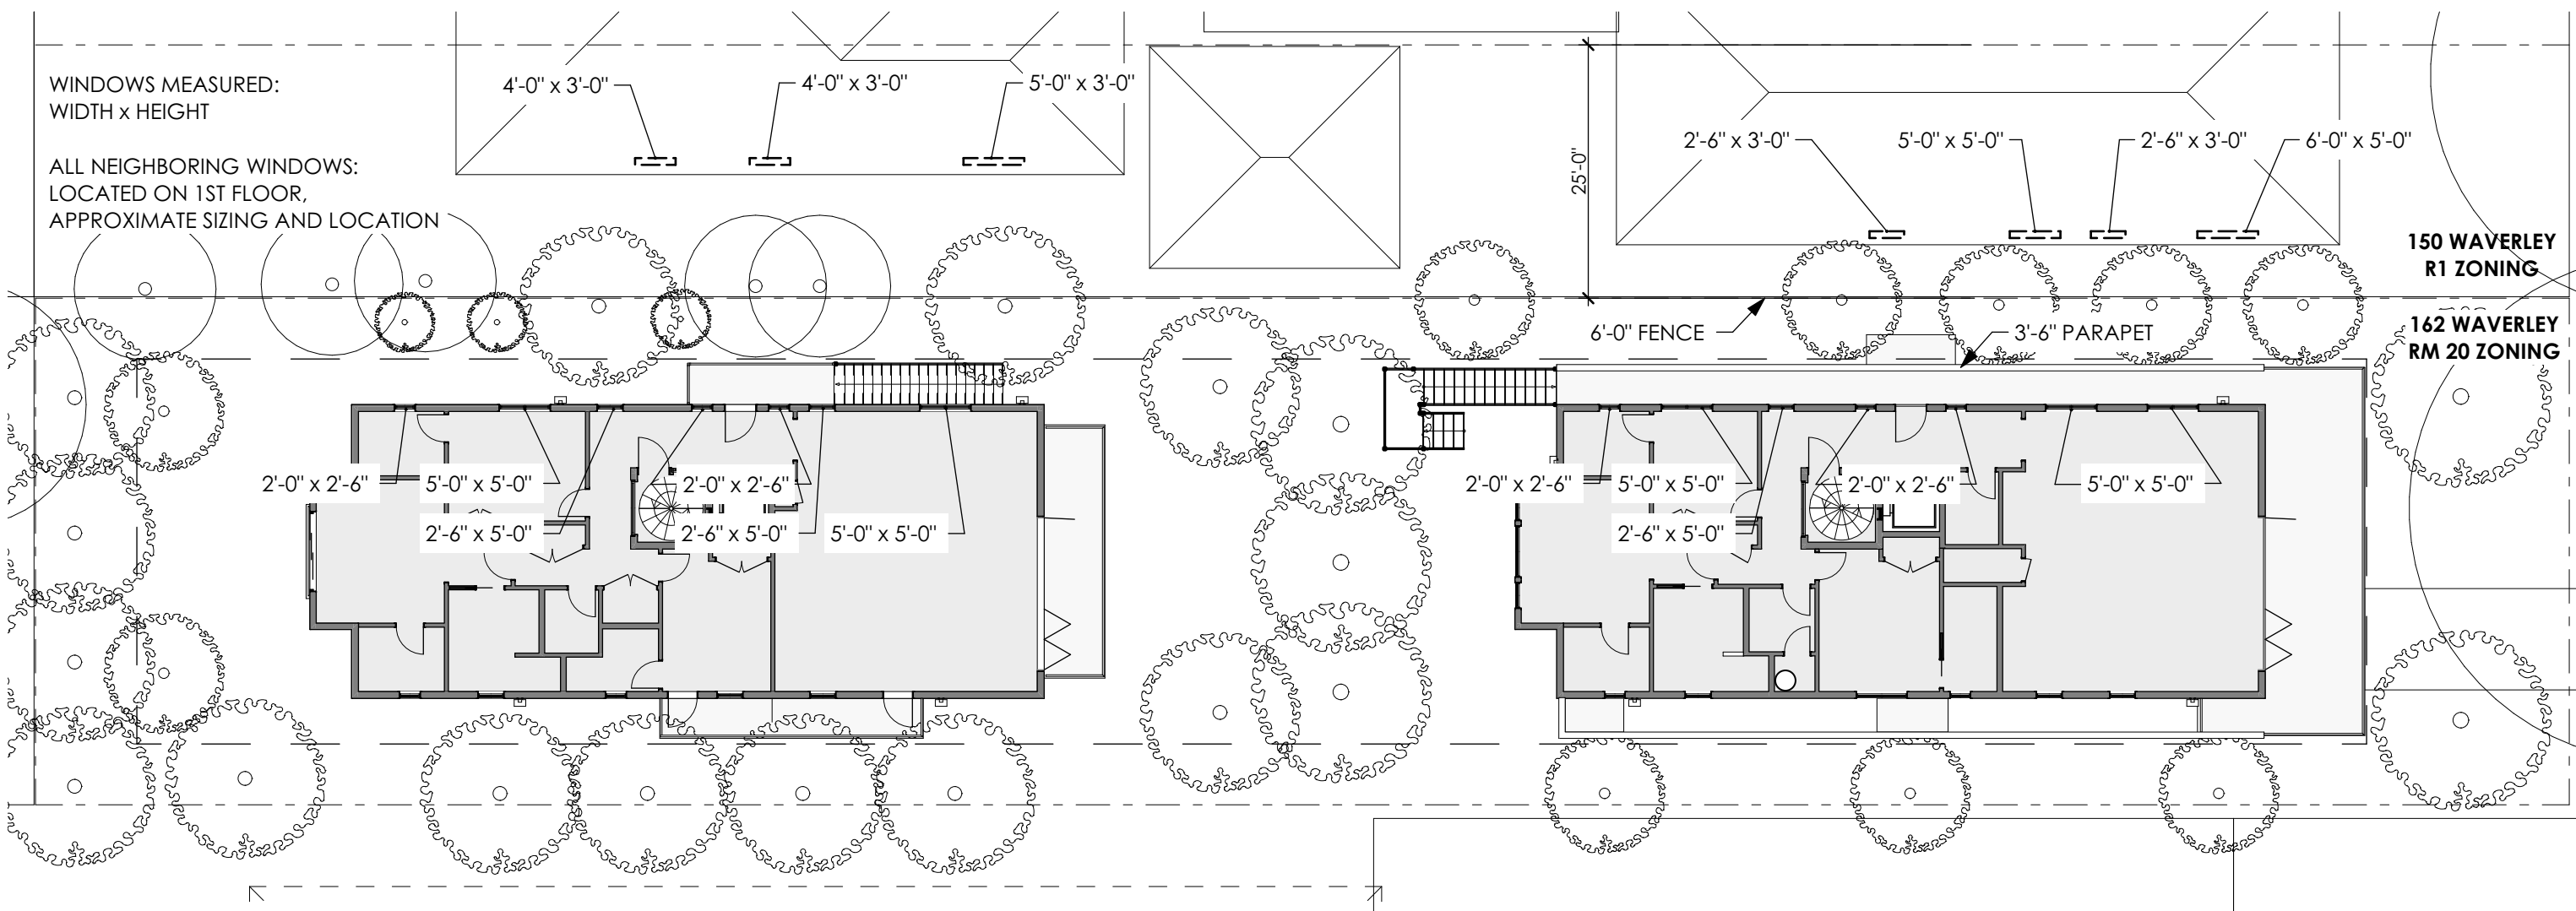 WINDOWS MEASURED:
WIDTH x HEIGHT
ALL NEIGHBORING WINDOWS:
LOCATED ON 1ST FLOOR,
APPROXIMATE SIZING AND LOCATION
4'-0" x 3'-0"
4'-0" x 3'-0"
5'-0" x 3'-0"
25'-0"
2'-6" x 3'-0"
5'-0" x 5'-0"
2'-6" x 3'-0"
6'-0" x 5'-0"
150 WAVERLEY
R1 ZONING
6'-0" FENCE
3'-6" PARAPET
162 WAVERLEY
RM 20 ZONING
2'-0" x 2'-6"
5'-0" x 5'-0"
2'-0" x 2'-6"
2'-6" x 5'-0"
2'-6" x 5'-0"
5'-0" x 5'-0"
2'-0" x 2'-6"
5'-0" x 5'-0"
2'-0" x 2'-6"
5'-0" x 5'-0"
2'-6" x 5'-0"